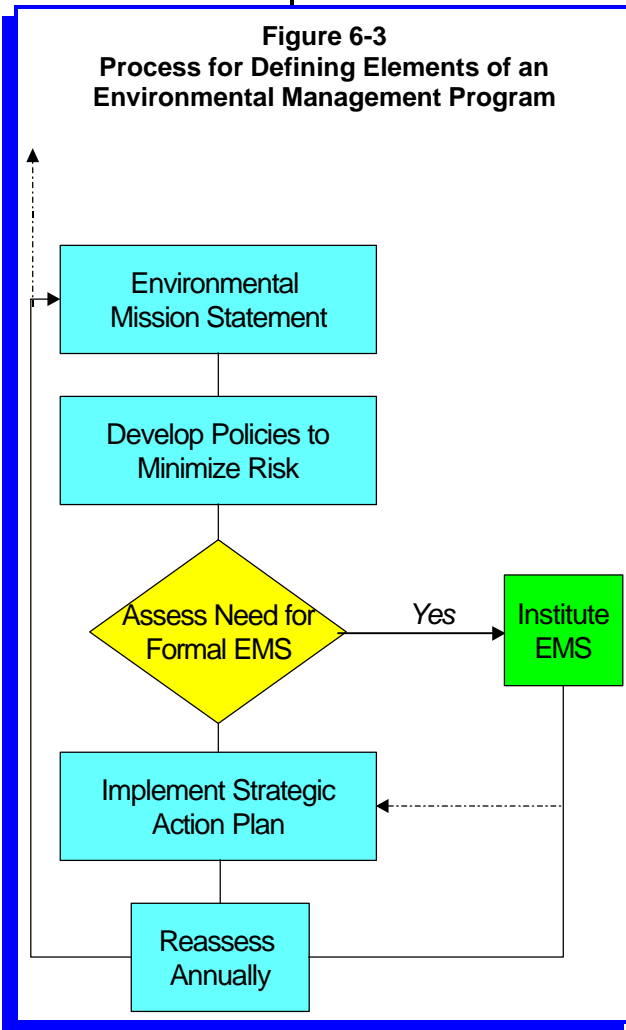 Figure 6-3
Process for Defining Elements of an
Environmental Management Program
Environmental
Mission Statement
Develop Policies to
Minimize Risk
Assess Need for
Formal EMS
Yes
Institute
EMS
Implement Strategic
Action Plan
Reassess
Annually